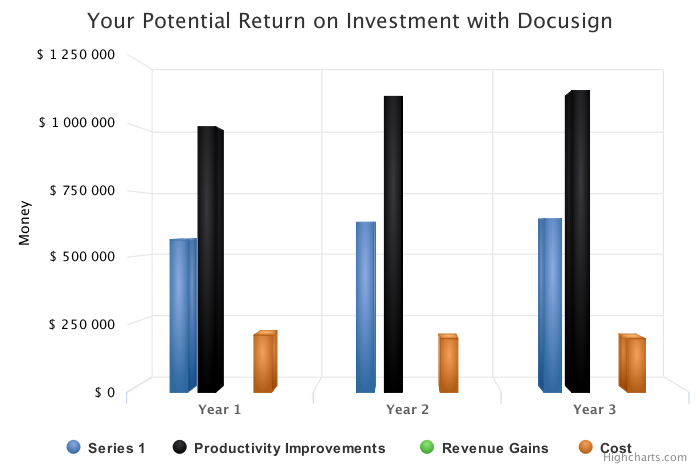 Your Potential Return on Investment with Docusign
$ 1 250 000
$ 1 000 000
$ 750 000
$ 500 000
$ 250 000
$ 0
Money
Year 1
Year 2
Year 3
Series 1
Productivity Improvements
Revenue Gains
Cost
Highcharts.com